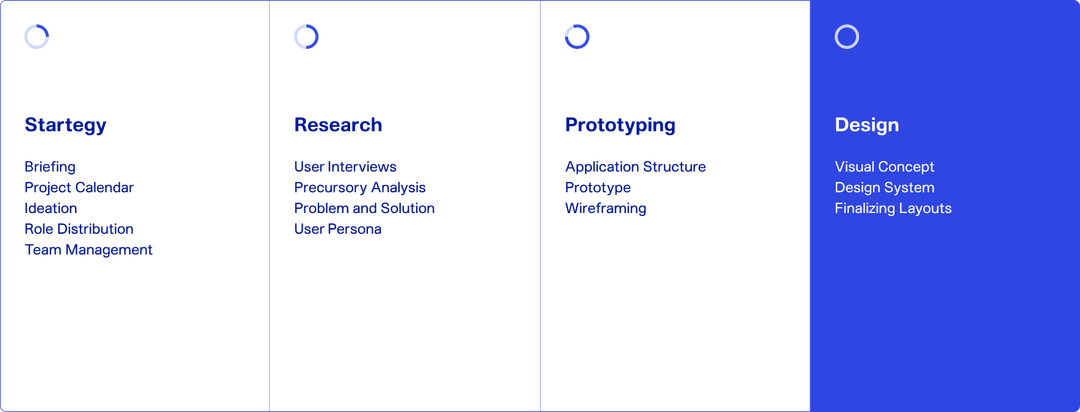 Startegy
Briefing
Project Calendar
Ideation
Role Distribution
Team Management
Research
User Interviews
Precursory Analysis
Problem and Solution
User Persona
Prototyping
Application Structure
Prototype
Wireframing
Design
Visual Concept
Design System
Finalizing Layouts